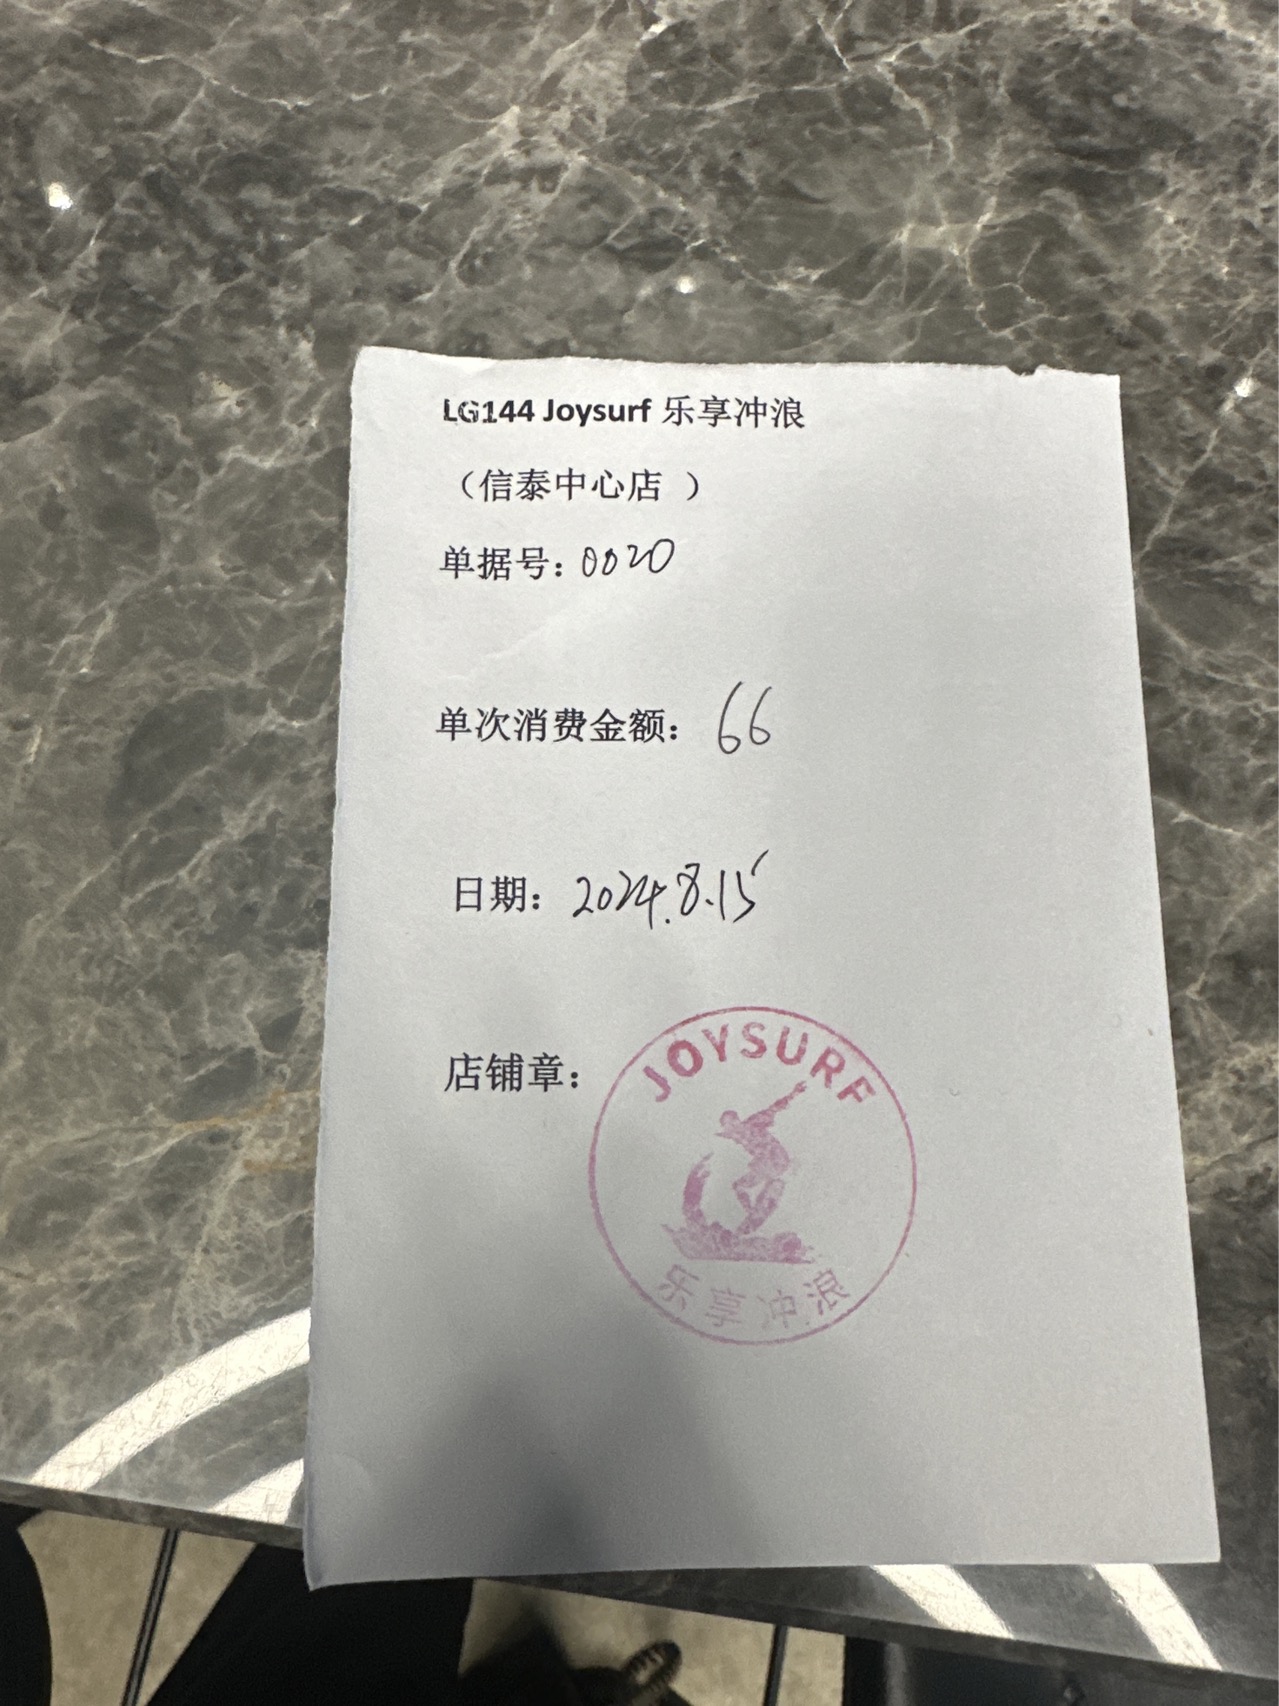 LG144 Joysurf 乐享冲浪
（信泰中心店 ）
单据号：0020
单次消费金额： 66
日期：2024.8.15
店铺章：
JOYSURF
乐享冲浪